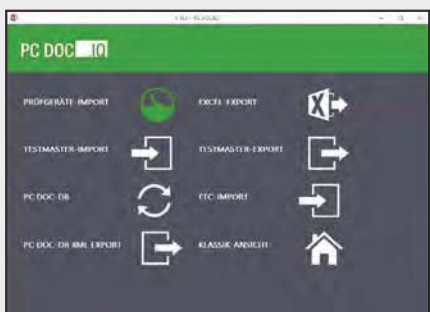 PC DOC IQ
PRÜFGERÄTE-IMPORT
EXCEL-EXPORT
TESTMASTER-IMPORT
TESTMASTER-EXPORT
PC DOC-DB
ETC-IMPORT
PC DOC-DB XML EXPORT
KLASSIK-ANSICHT